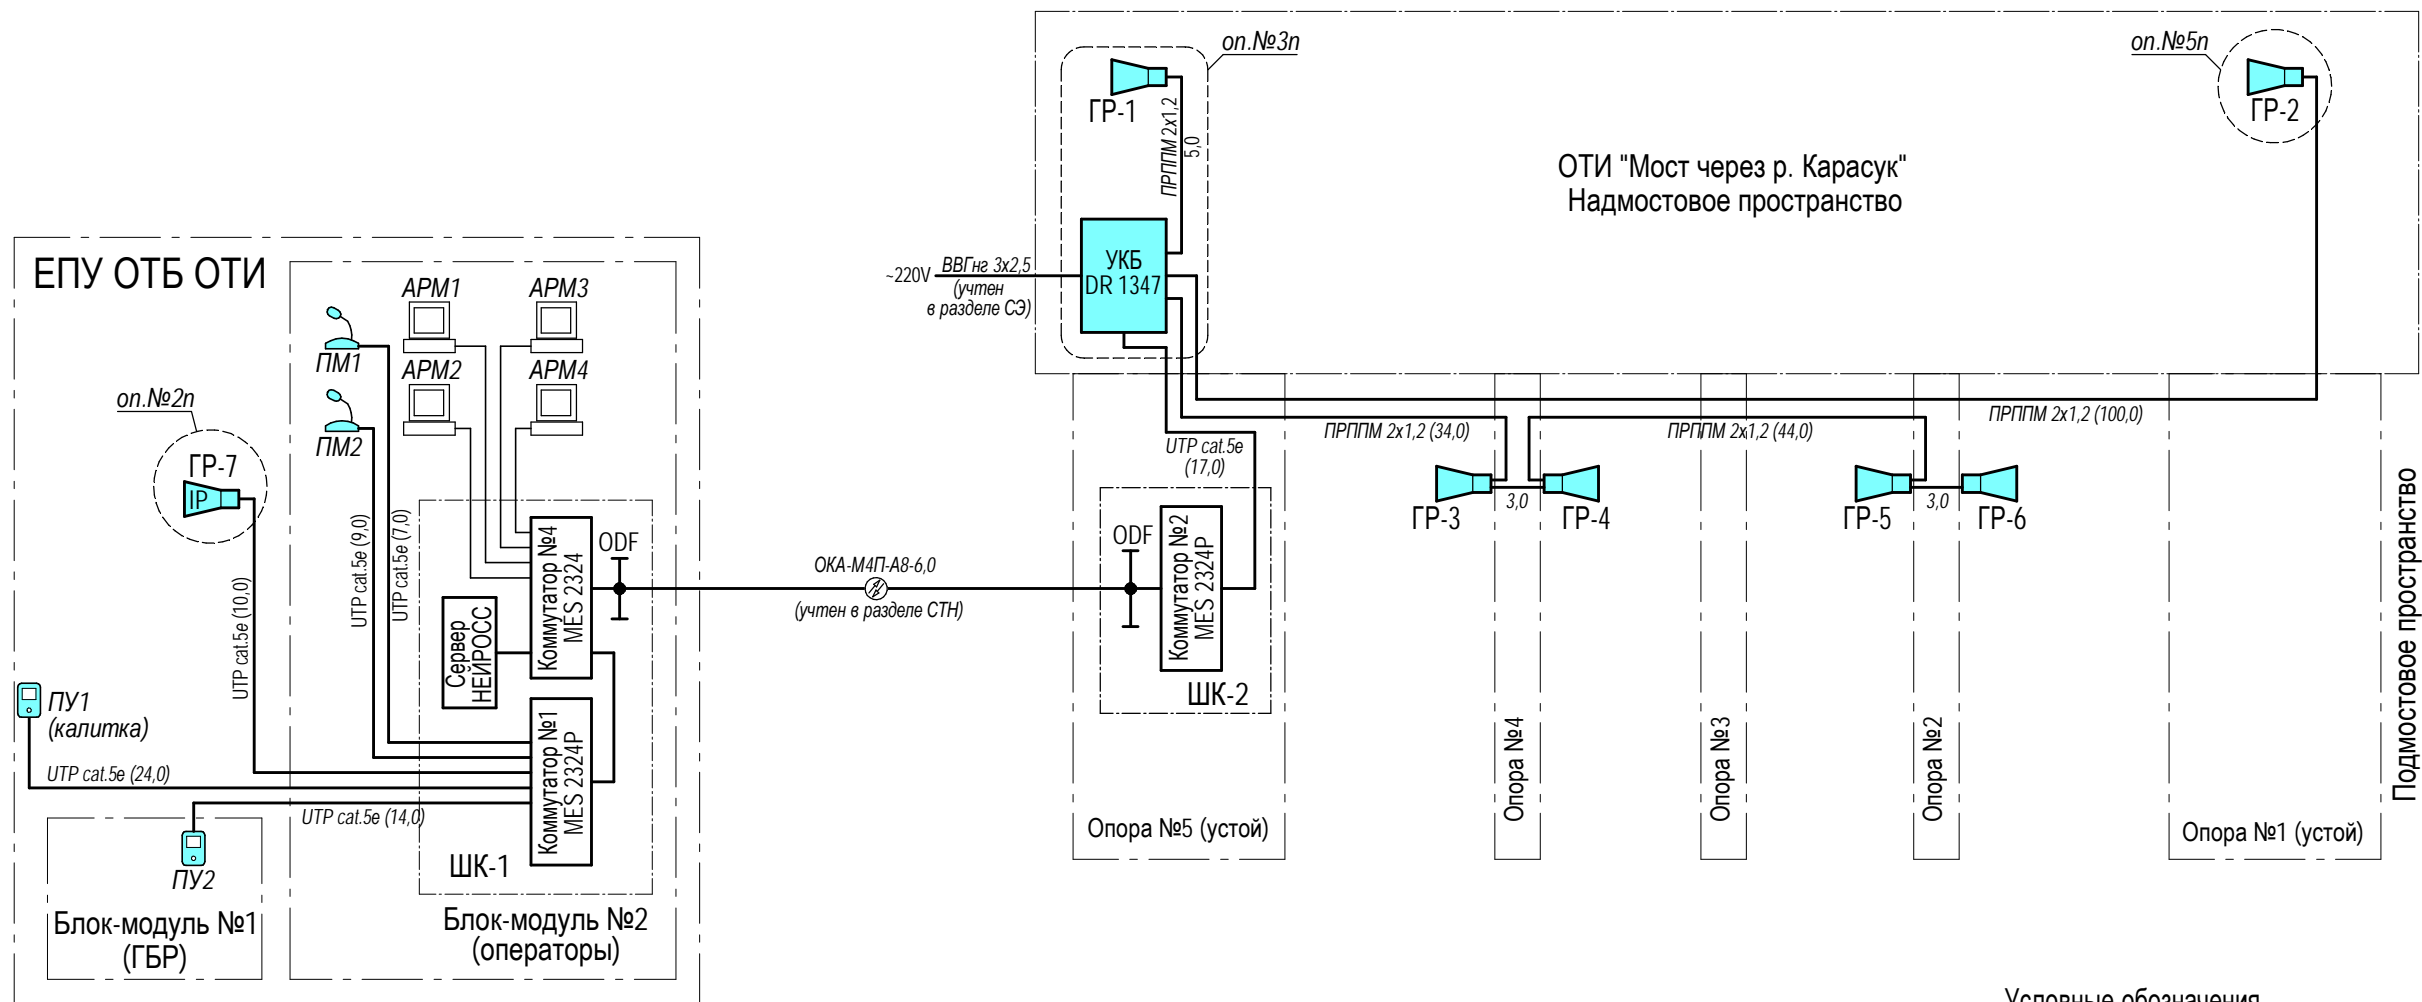 оп.№3п
оп.№5п
ГР-1
ПРППМ 2х1,2
5,0
ГР-2
ОТИ "Мост через р. Карасук"
Надмостовое пространство
УКБ
DR 1347
~220V
ВВГнг 3х2,5
(учтен
в разделе СЭ)
ЕПУ ОТБ ОТИ
АРМ1
АРМ3
ПМ1
АРМ2
АРМ4
ПМ2
оп.№2п
ГР-7
IP
UTP cat.5e (10,0)
UTP cat.5e (9,0)
UTP cat.5e (7,0)
Коммутатор №4
MES 2324
ODF
Сервер
НЕЙРОСС
Коммутатор №1
MES 2324P
ШК-1
ПУ1
(калитка)
UTP cat.5e (24,0)
UTP cat.5e (14,0)
ПУ2
Блок-модуль №1
(ГБР)
Блок-модуль №2
(операторы)
ОКА-М4П-А8-6,0
(учтен в разделе СТН)
UTP cat.5e
(17,0)
ODF
Коммутатор №2
MES 2324P
ШК-2
Опора №5 (устой)
ПРППМ 2х1,2 (34,0)
ПРППМ 2х1,2 (44,0)
ПРППМ 2х1,2 (100,0)
ГР-3
3,0
ГР-4
ГР-5
3,0
ГР-6
Опора №4
Опора №3
Опора №2
Опора №1 (устой)
Подмостовое пространство
Условные обозначения